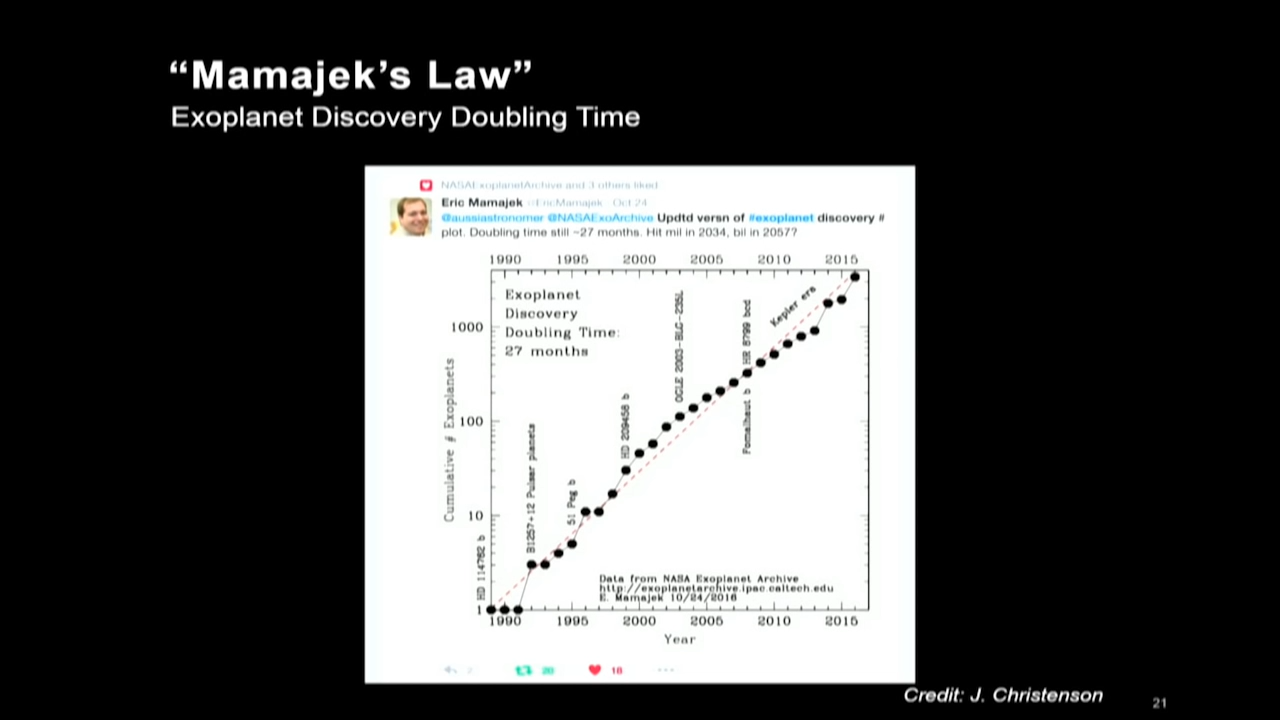 “Mamajek’s Law”
Exoplanet Discovery Doubling Time
NASAExoplanetArchive and 3 others liked
Eric Mamajek @EricMamajek · Oct 24
@aussiastronomer @NASAExoArchive Updtd versn of #exoplanet discovery #
plot. Doubling time still ~27 months. Hit mil in 2034, bil in 2057?
1990 1995 2000 2005 2010 2015
Exoplanet
Discovery
Doubling Time:
27 months
1000
100
10
1
Cumulative # Exoplanets
HD 114762 b
B1257+12 Pulsar planets
51 Peg b
HD 209458 b
OGLE 2003-BLG-235L
Fomalhaut b HR 8799 bcd
Kepler era
Data from NASA Exoplanet Archive
http://exoplanetarchive.ipac.caltech.edu
E. Mamajek 10/24/2016
1990 1995 2000 2005 2010 2015
Year
20 18
Credit: J. Christenson
21